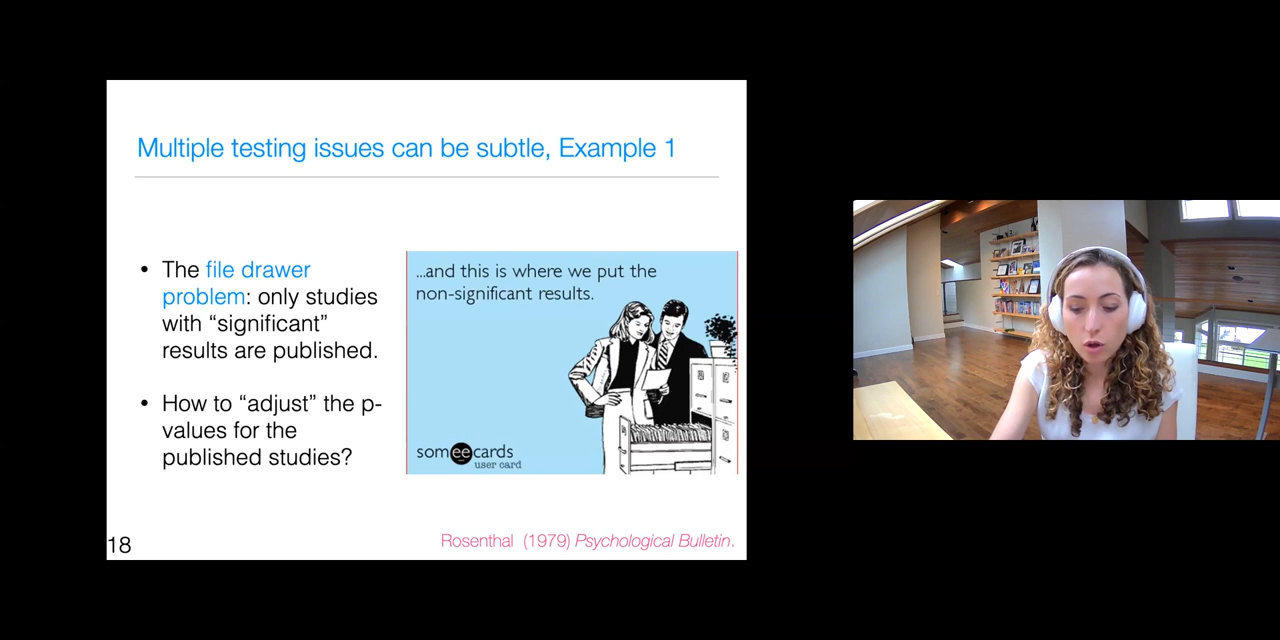 Multiple testing issues can be subtle, Example 1
• The file drawer
problem: only studies
with “significant”
results are published.
• How to “adjust” the p-
values for the
published studies?
...and this is where we put the
non-significant results.
someecards
user card
Rosenthal (1979) Psychological Bulletin.
18